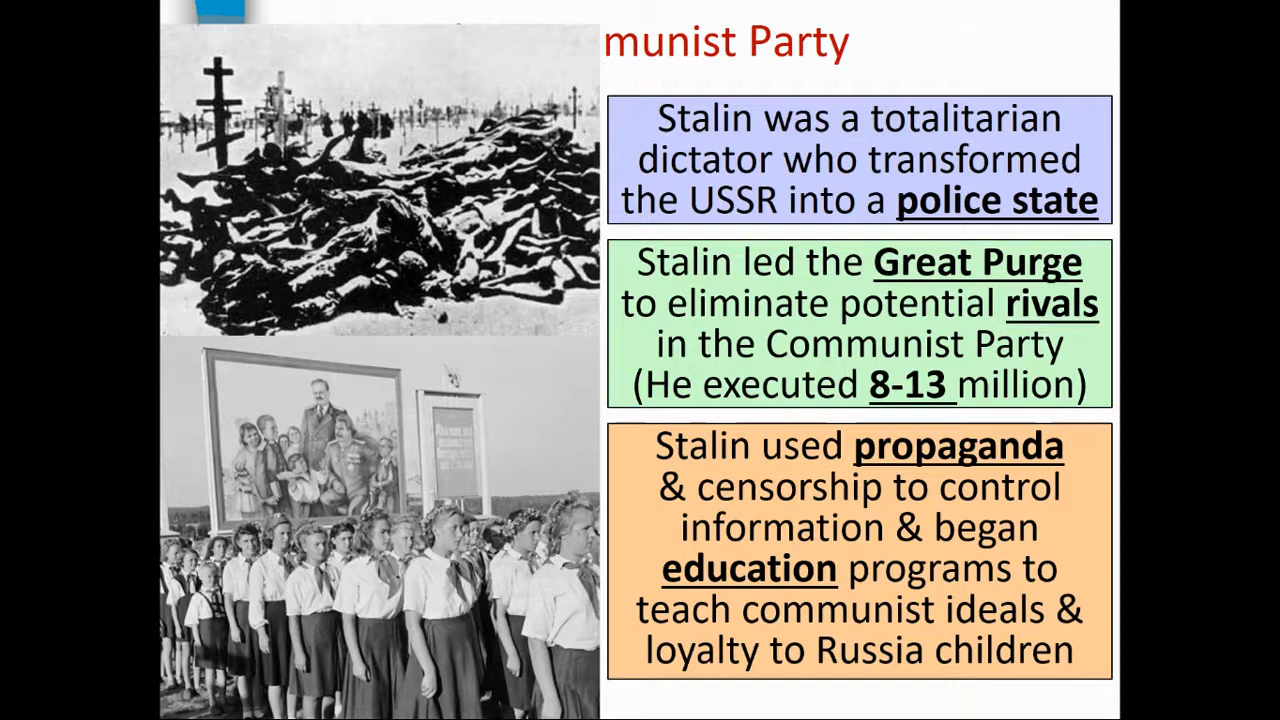 munist Party
Stalin was a totalitarian
dictator who transformed
the USSR into a police state
Stalin led the Great Purge
to eliminate potential rivals
in the Communist Party
(He executed 8-13 million)
Stalin used propaganda
& censorship to control
information & began
education programs to
teach communist ideals &
loyalty to Russia children